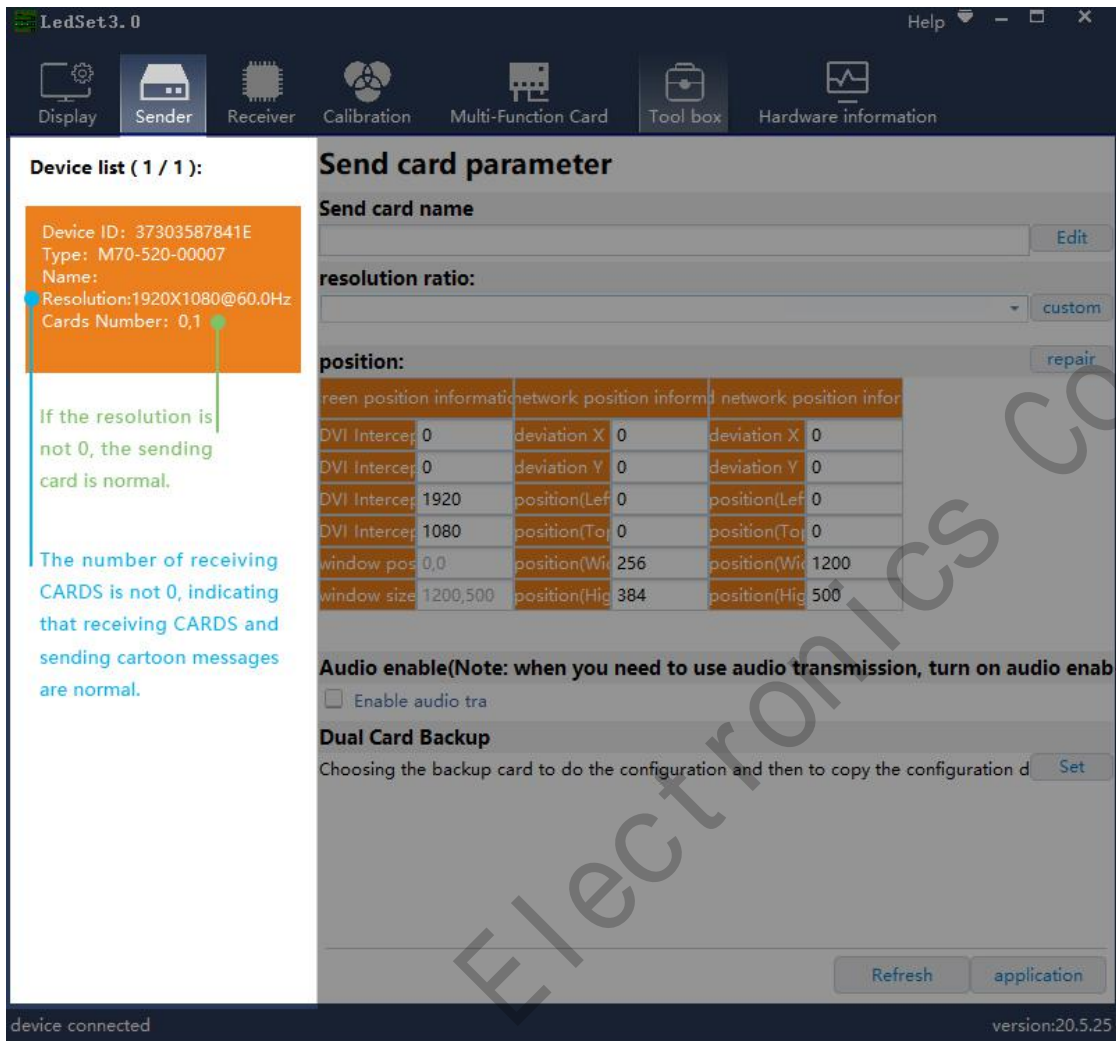 LedSet3.0
Help
Display
Sender
Receiver
Calibration
Multi-Function Card
Tool box
Hardware information
Device list ( 1 / 1 ):
Device ID: 37303587841E
Type: M70-520-00007
Name:
Resolution:1920X1080@60.0Hz
Cards Number: 0,1
If the resolution is
not 0, the sending
card is normal.
The number of receiving
CARDS is not 0, indicating
that receiving CARDS and
sending cartoon messages
are normal.
Send card parameter
Send card name
Edit
resolution ratio:
custom
position:
repair
reen position informatic network position inform d network position infor
DVI Intercep 0 deviation X 0 deviation X 0
DVI Intercep 0 deviation Y 0 deviation Y 0
DVI Intercep 1920 position(Lef 0 position(Lef 0
DVI Intercep 1080 position(Top 0 position(Top 0
window pos 0,0 position(Wid 256 position(Wid 1200
window size 1200,500 position(Hig 384 position(Hig 500
Audio enable(Note: when you need to use audio transmission, turn on audio enab
Enable audio tra
Dual Card Backup
Choosing the backup card to do the configuration and then to copy the configuration d
Set
Refresh
application
device connected
version:20.5.25
Electronics Co